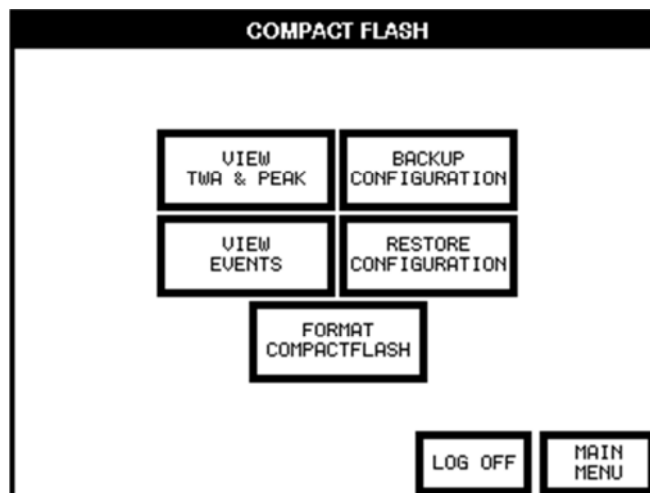 COMPACT FLASH
VIEW
TWA & PEAK
BACKUP
CONFIGURATION
VIEW
EVENTS
RESTORE
CONFIGURATION
FORMAT
COMPACTFLASH
LOG OFF
MAIN
MENU